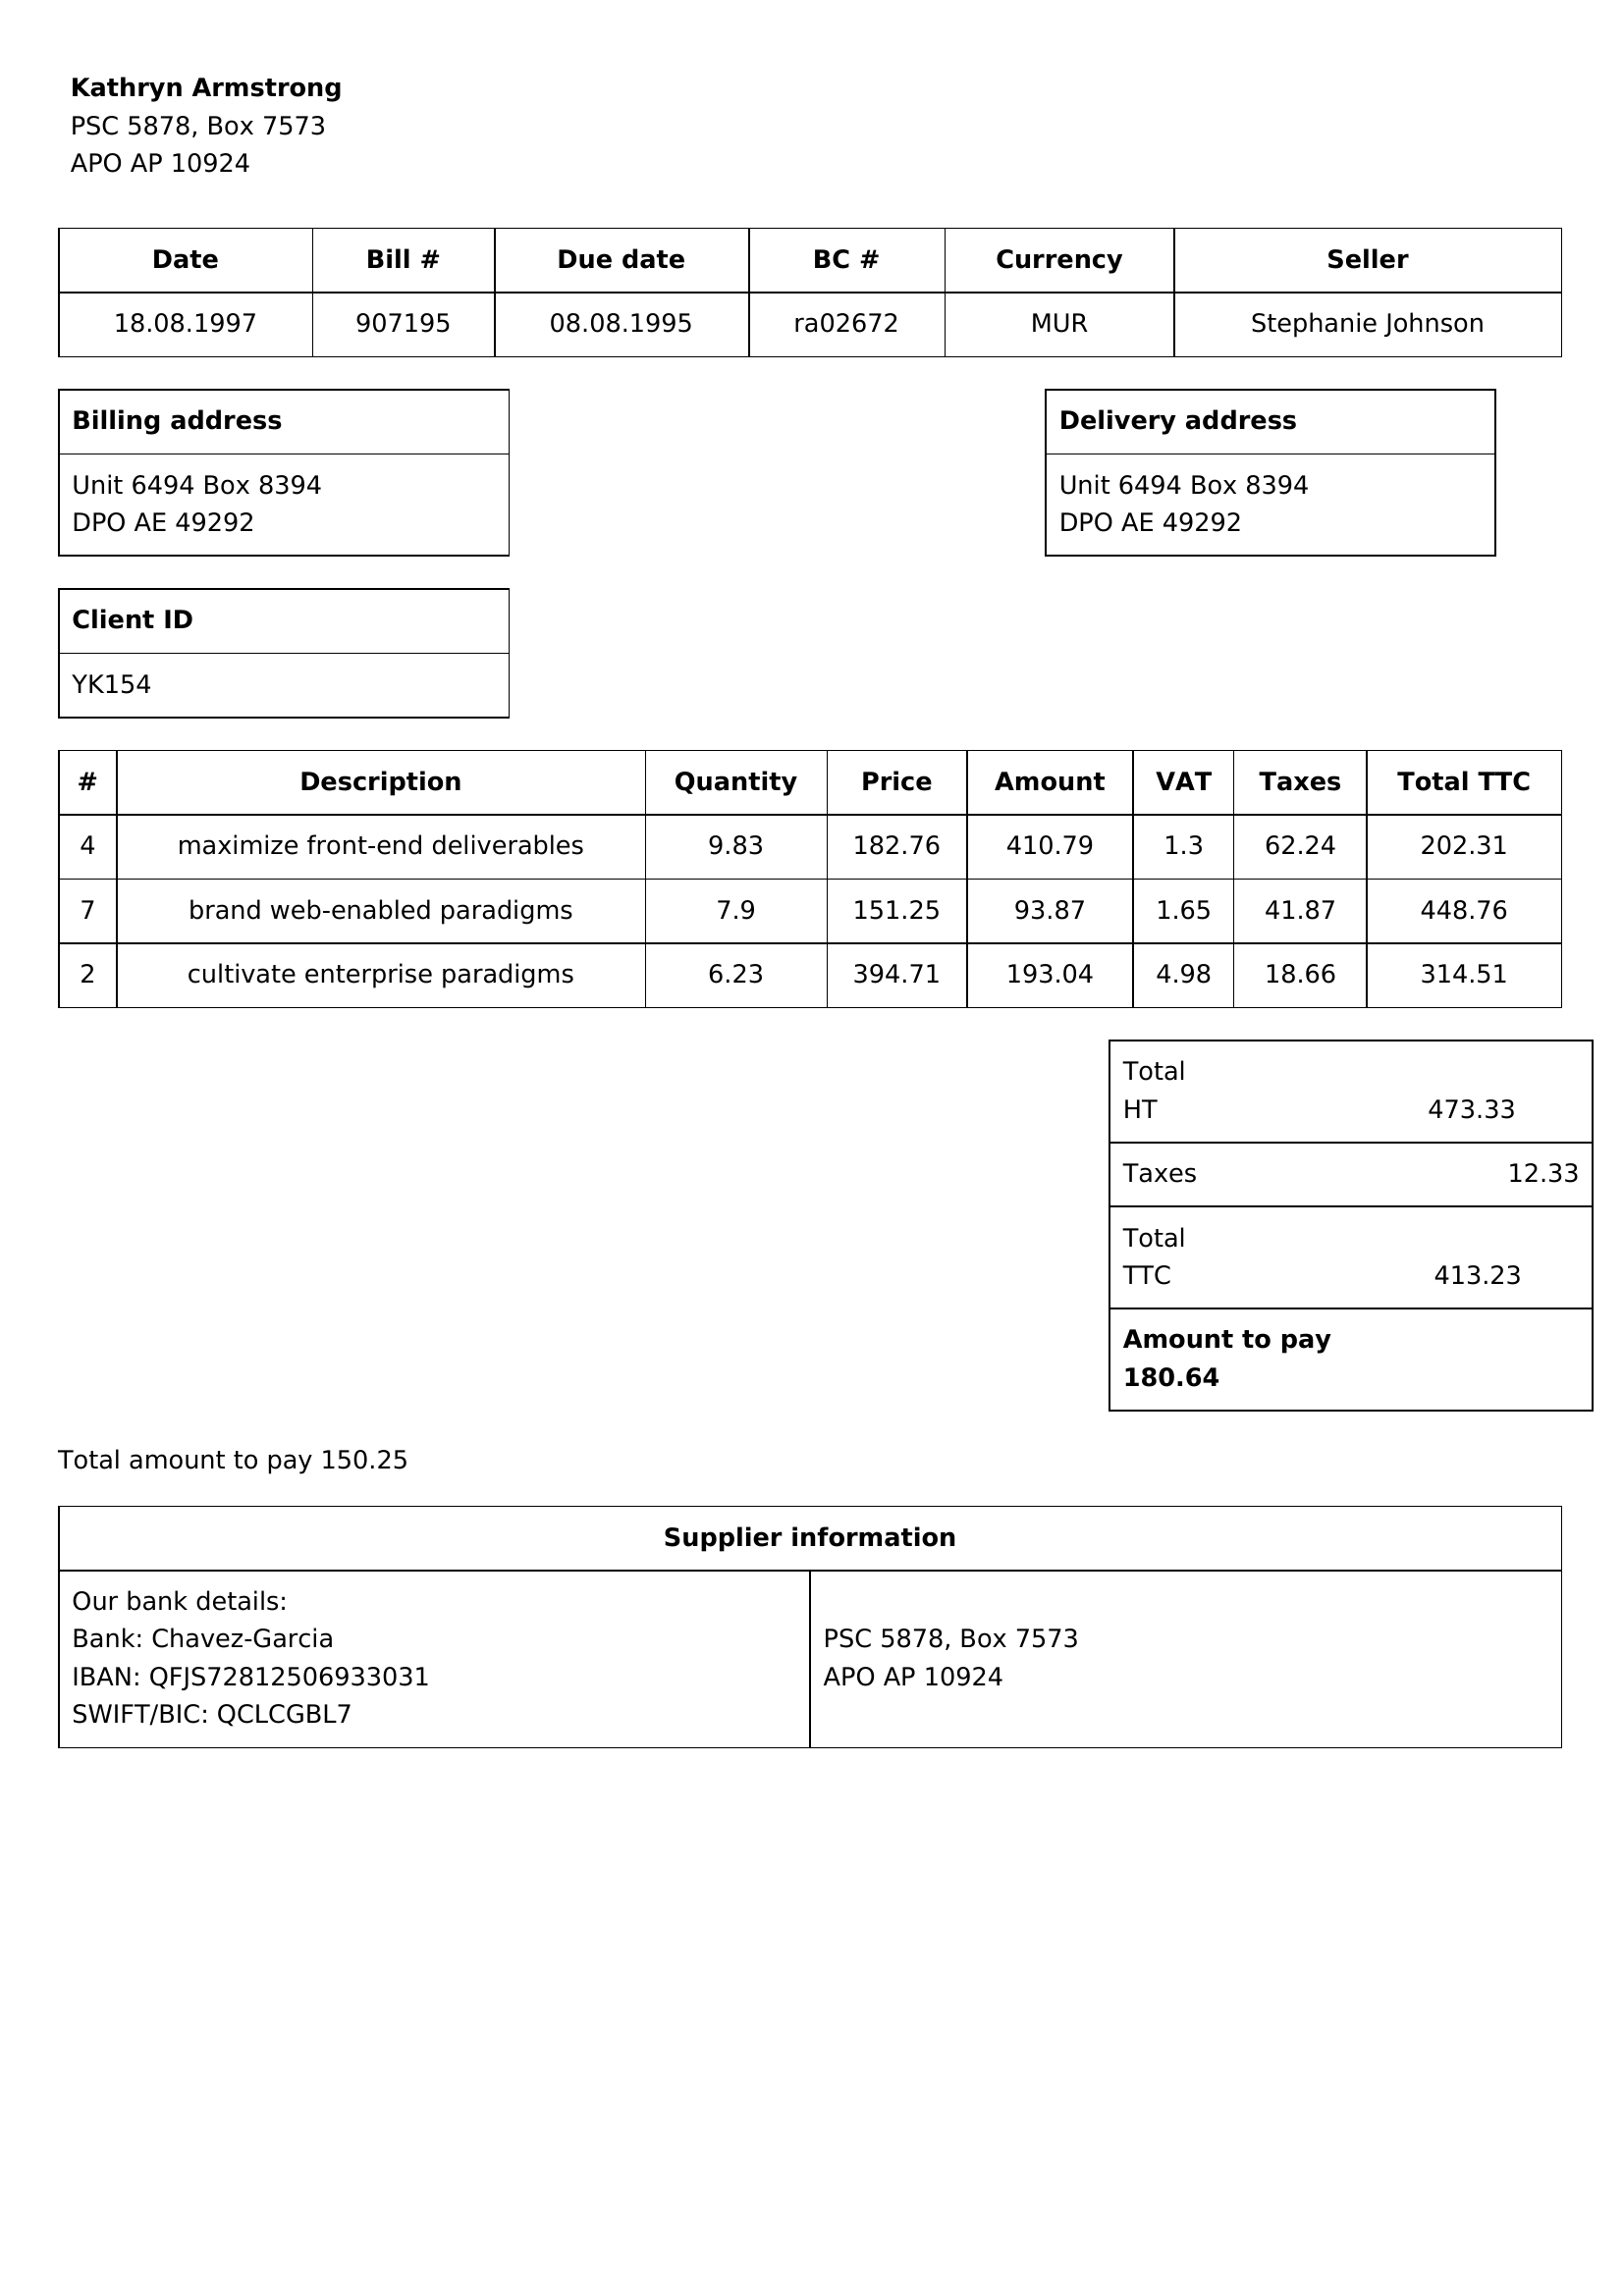 Kathryn Armstrong
PSC 5878, Box 7573
APO AP 10924
Date Bill # Due date BC # Currency Seller
18.08.1997 907195 08.08.1995 ra02672 MUR Stephanie Johnson
Billing address
Unit 6494 Box 8394
DPO AE 49292
Delivery address
Unit 6494 Box 8394
DPO AE 49292
Client ID
YK154
# Description Quantity Price Amount VAT Taxes Total TTC
4 maximize front-end deliverables 9.83 182.76 410.79 1.3 62.24 202.31
7 brand web-enabled paradigms 7.9 151.25 93.87 1.65 41.87 448.76
2 cultivate enterprise paradigms 6.23 394.71 193.04 4.98 18.66 314.51
Total
HT 473.33
Taxes 12.33
Total
TTC 413.23
Amount to pay
180.64
Total amount to pay 150.25
Supplier information
Our bank details:
Bank: Chavez-Garcia
IBAN: QFJS72812506933031
SWIFT/BIC: QCLCGBL7
PSC 5878, Box 7573
APO AP 10924